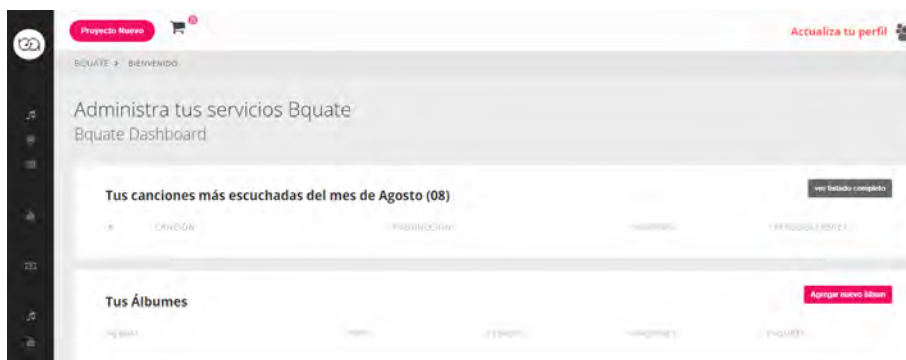 Proyecto Nuevo
Actualiza tu perfil
BQUATE > BIENVENIDO
Administra tus servicios Bquate
Bquate Dashboard
Tus canciones más escuchadas del mes de Agosto (08)
ver listado completo
# CANCIÓN PRODUCCIÓN
Tus Álbumes
Agregar nuevo álbum
ÁLBUM